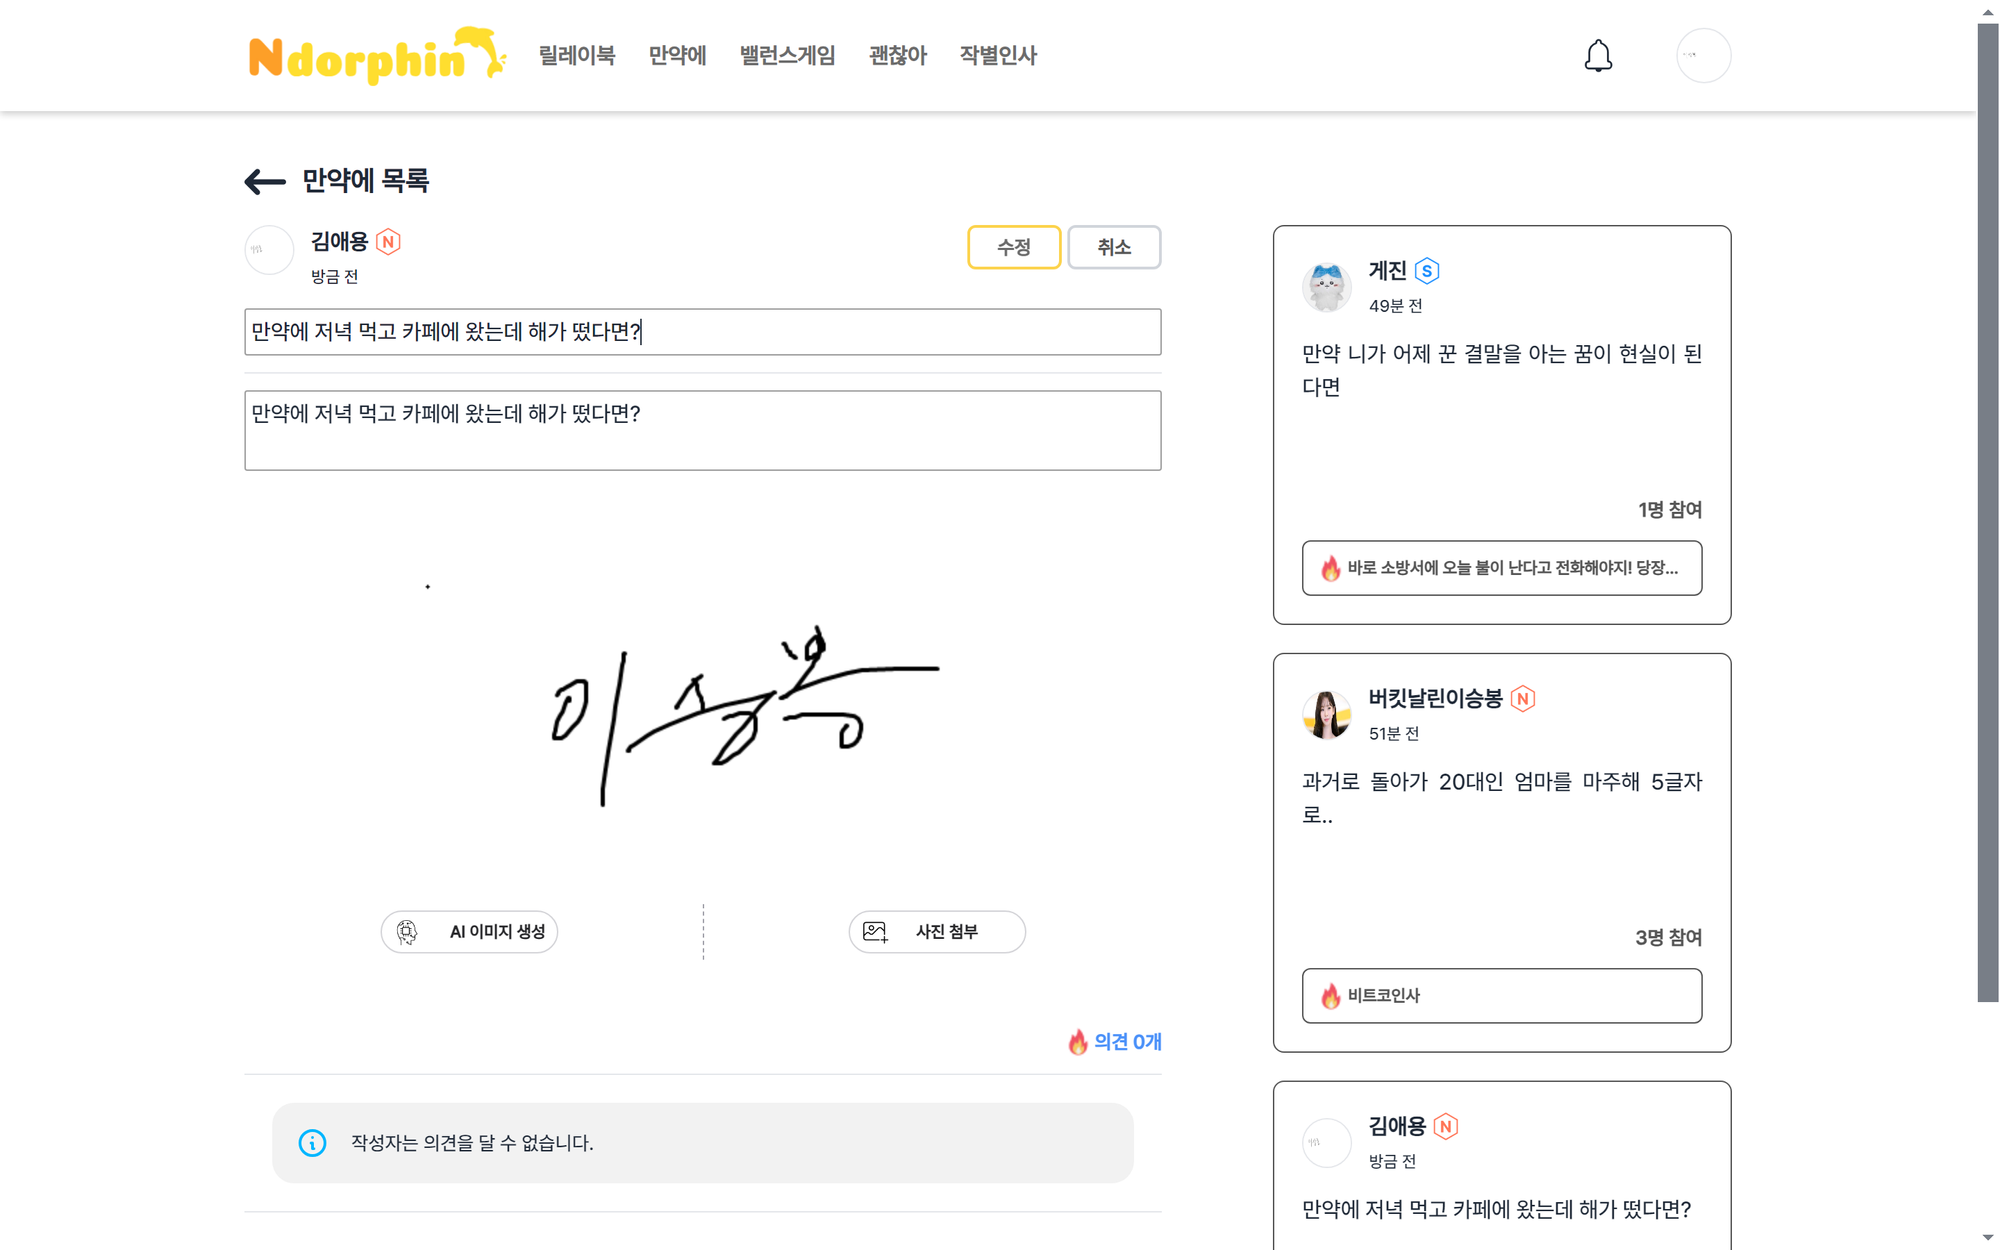 Ndorphin
릴레이북 만약에 밸런스게임 괜찮아 작별인사
만약에 목록
김애용 N
방금 전
수정 취소
만약에 저녁 먹고 카페에 왔는데 해가 떴다면?
만약에 저녁 먹고 카페에 왔는데 해가 떴다면?
AI 이미지 생성
사진 첨부
의견 0개
작성자는 의견을 달 수 없습니다.
게진 S
49분 전
만약 니가 어제 꾼 결말을 아는 꿈이 현실이 된
다면
1명 참여
바로 소방서에 오늘 불이 난다고 전화해야지! 당장...
버킷날린이승봉 N
51분 전
과거로 돌아가 20대인 엄마를 마주해 5글자
로..
3명 참여
비트코인사
김애용 N
방금 전
만약에 저녁 먹고 카페에 왔는데 해가 떴다면?